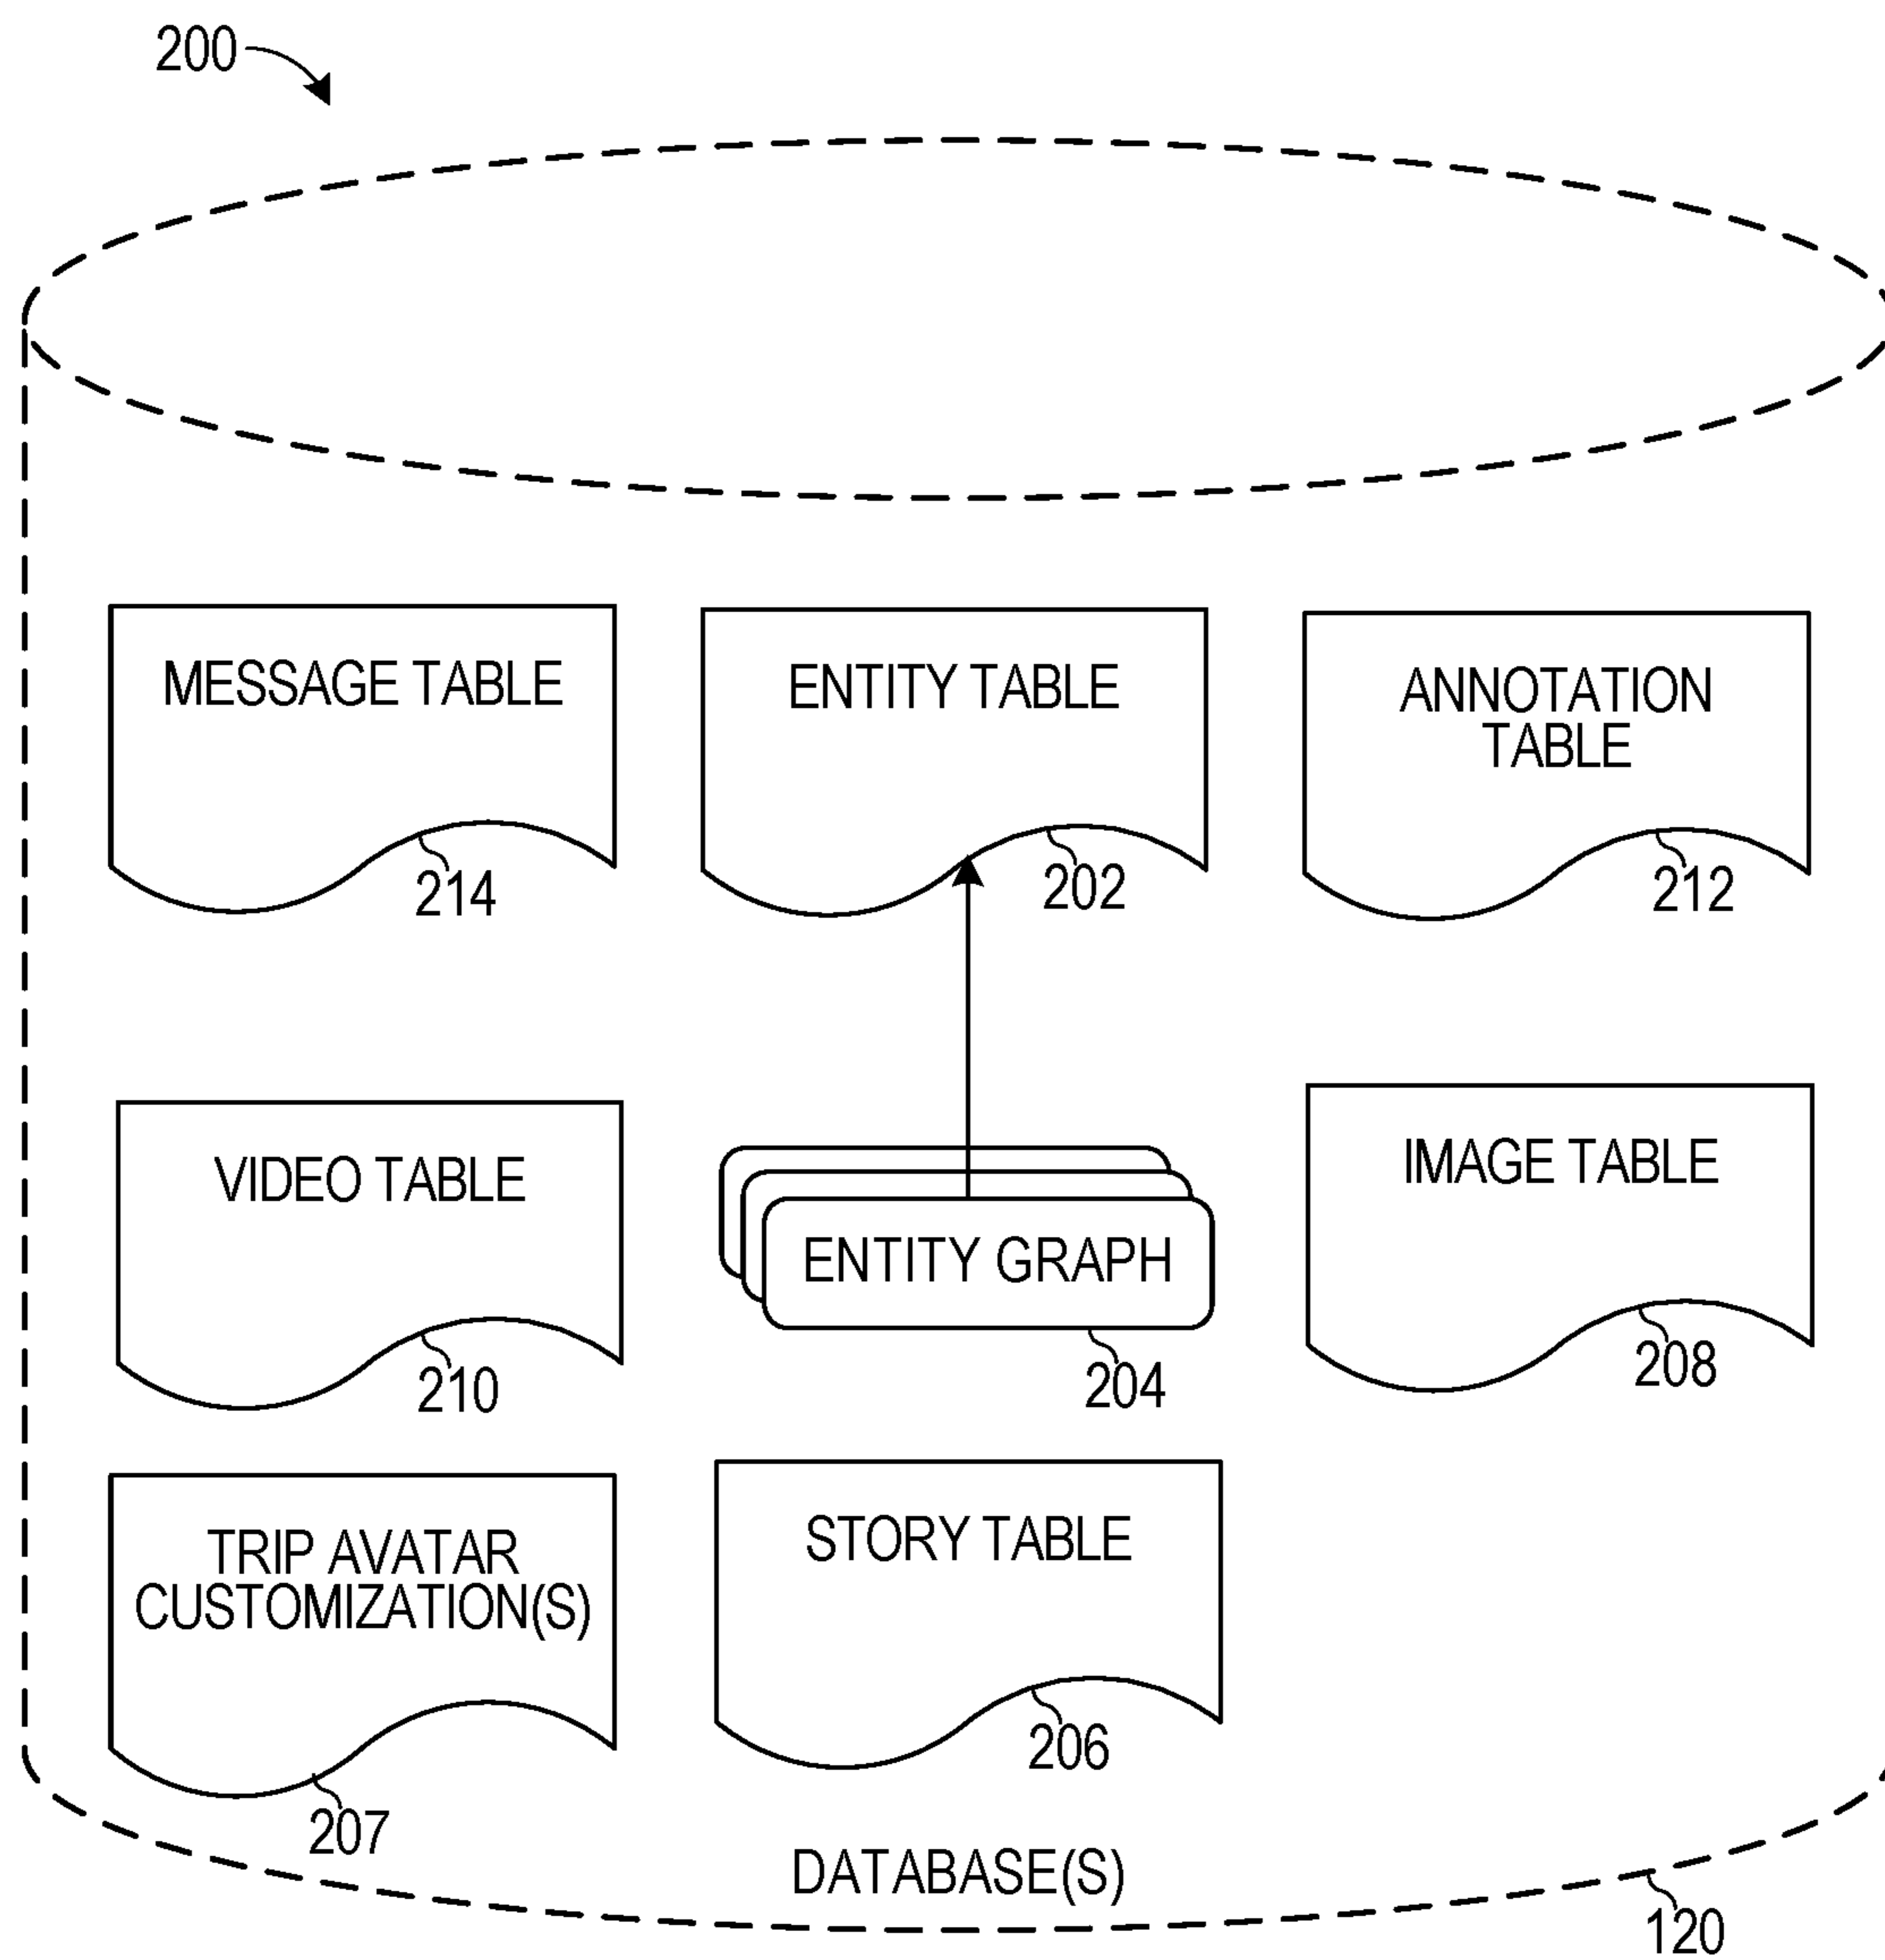 200
MESSAGE TABLE
214
ENTITY TABLE
202
ANNOTATION
TABLE
212
VIDEO TABLE
210
ENTITY GRAPH
204
IMAGE TABLE
208
TRIP AVATAR
CUSTOMIZATION(S)
207
STORY TABLE
206
DATABASE(S)
120